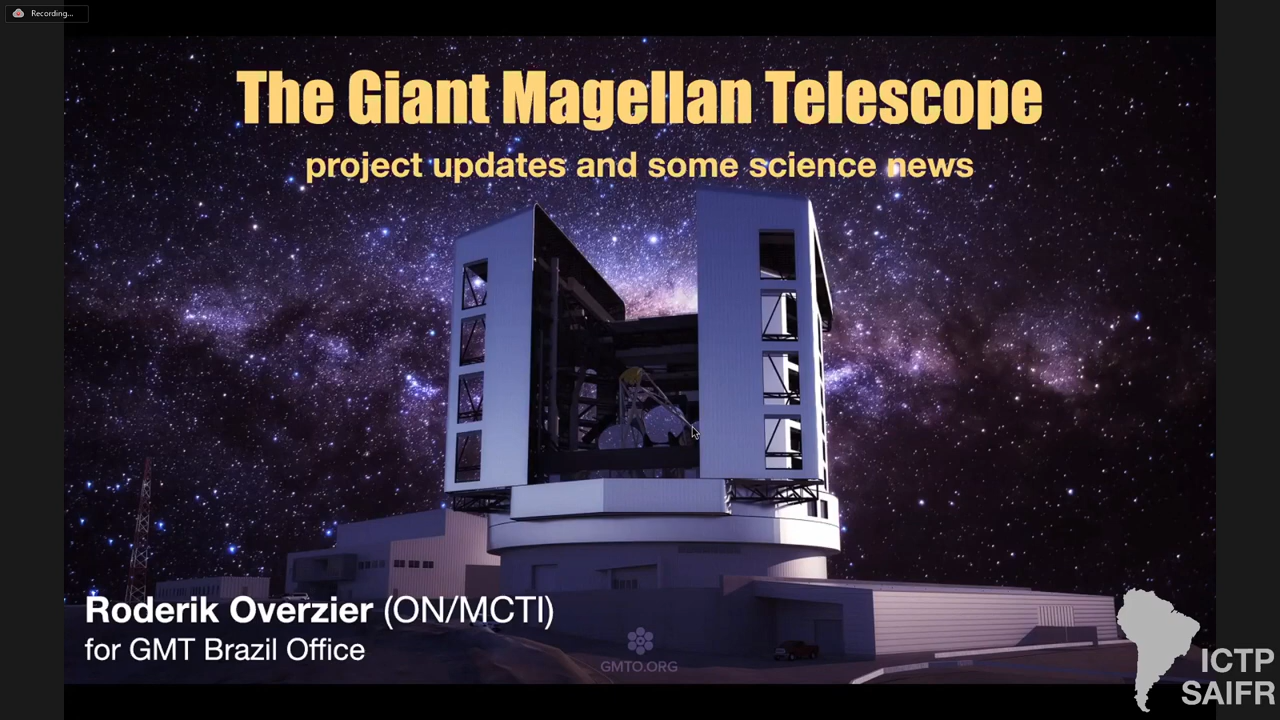 Recording...
The Giant Magellan Telescope
project updates and some science news
Roderik Overzier (ON/MCTI)
for GMT Brazil Office
GMTO.ORG
ICTP
SAIFR